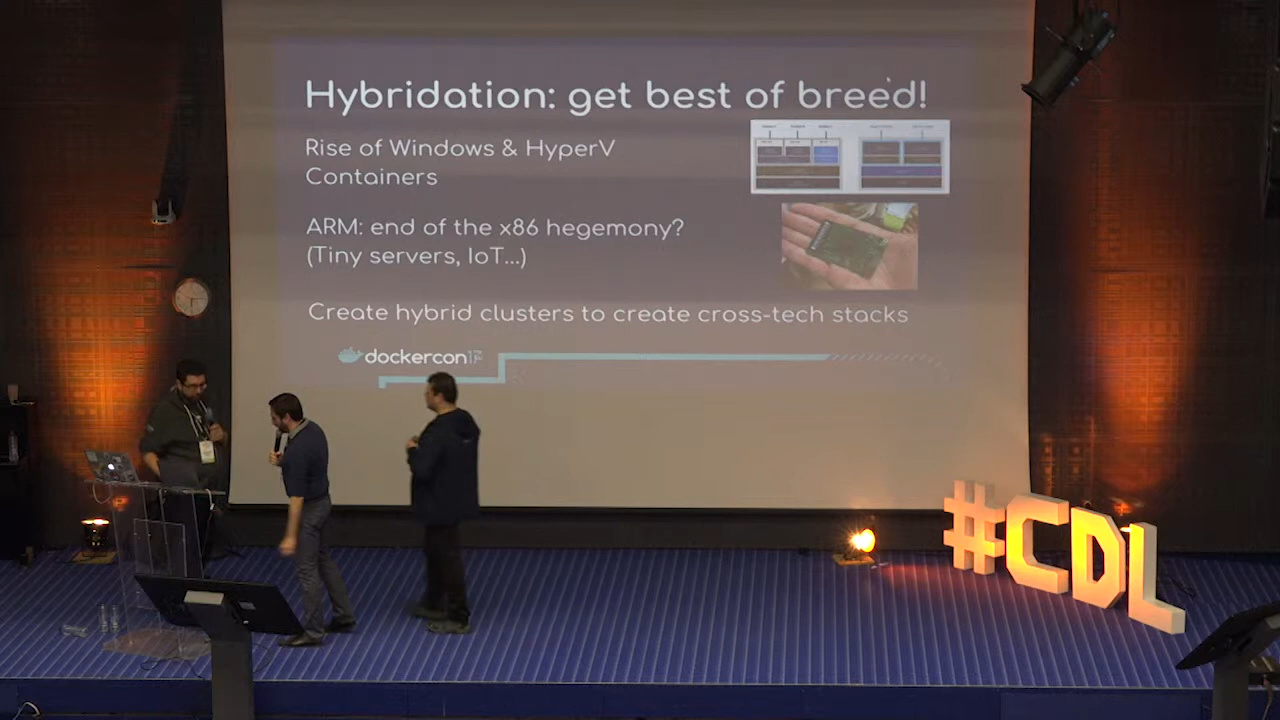 Hybridation: get best of breed!
Rise of Windows & HyperV
Containers
ARM: end of the x86 hegemony?
(Tiny servers, IoT...)
Create hybrid clusters to create cross-tech stacks
dockercon
#CDL